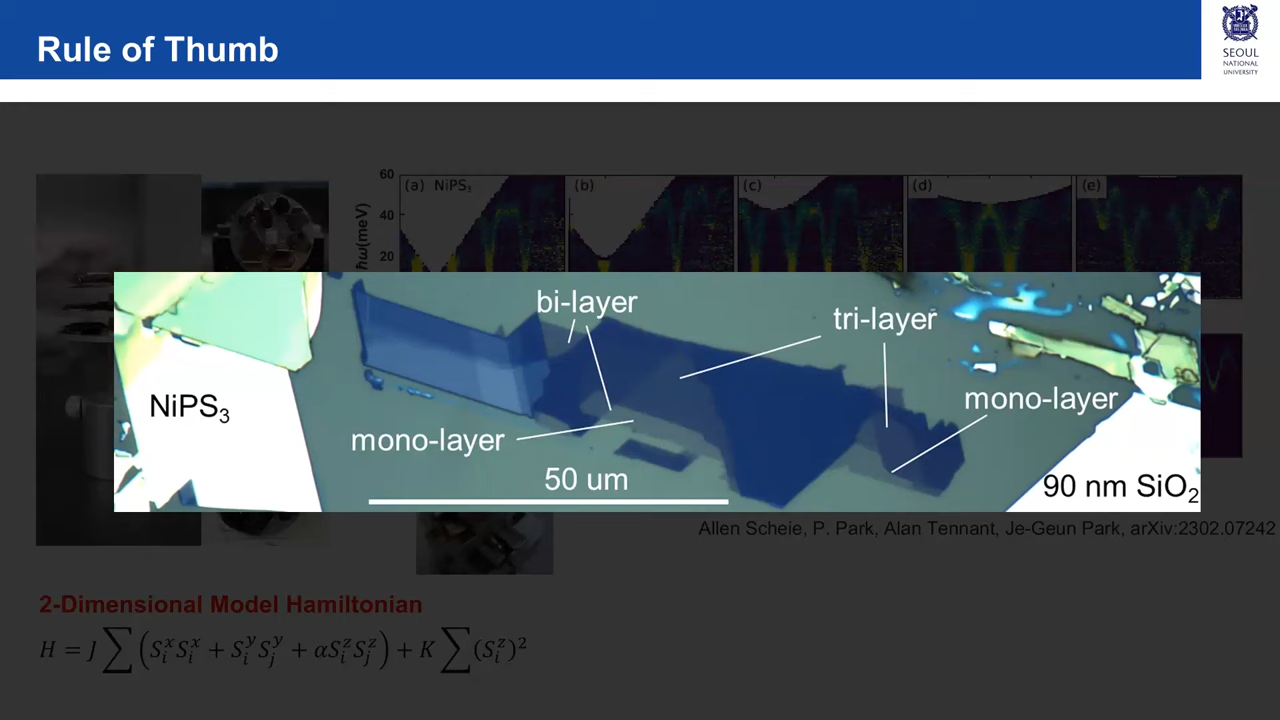 Rule of Thumb
SEOUL
NATIONAL
UNIVERSITY
60
40
20
ħω(meV)
(a) NiPS₃
(b)
(c)
(d)
(e)
bi-layer
tri-layer
NiPS₃
mono-layer
mono-layer
50 um
90 nm SiO₂
Allen Scheie, P. Park, Alan Tennant, Je-Geun Park, arXiv:2302.07242
2-Dimensional Model Hamiltonian
H = J ∑ (SᵢˣSᵢˣ + SᵢʸSⱼʸ + αSᵢᶻSⱼᶻ) + K ∑(Sᵢᶻ)²